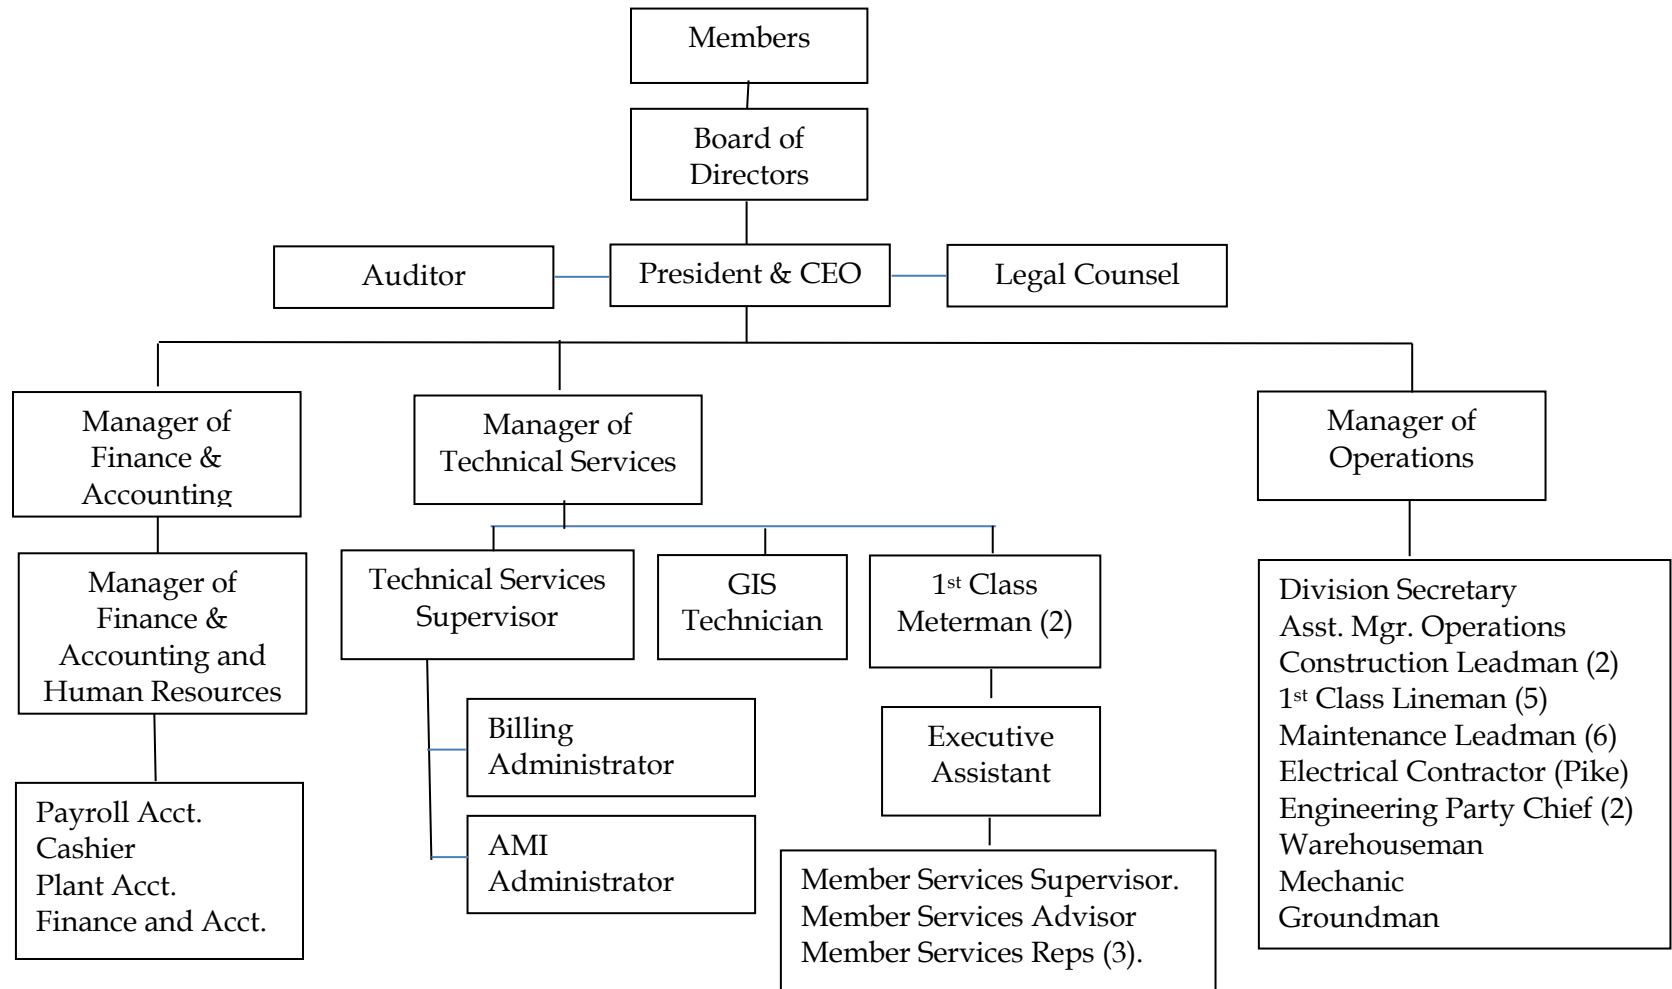 Members
Board of
Directors
Auditor
President & CEO
Legal Counsel
Manager of
Finance &
Accounting
Manager of
Technical Services
Manager of
Operations
Manager of
Finance &
Accounting and
Human Resources
Technical Services
Supervisor
GIS
Technician
1st Class
Meterman (2)
Billing
Administrator
AMI
Administrator
Executive
Assistant
Payroll Acct.
Cashier
Plant Acct.
Finance and Acct.
Member Services Supervisor.
Member Services Advisor
Member Services Reps (3).
Division Secretary
Asst. Mgr. Operations
Construction Leadman (2)
1st Class Lineman (5)
Maintenance Leadman (6)
Electrical Contractor (Pike)
Engineering Party Chief (2)
Warehouseman
Mechanic
Groundman